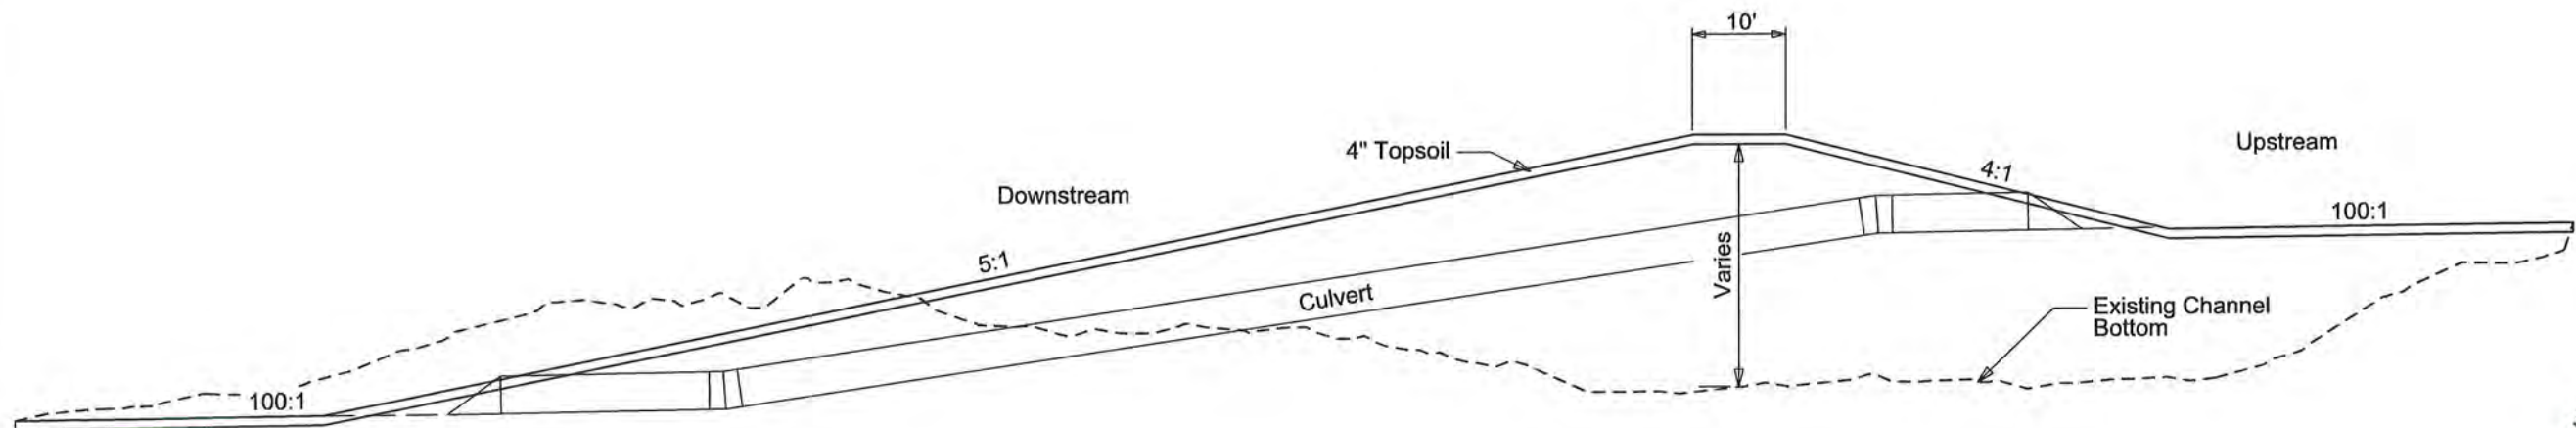 10'
4" Topsoil
Upstream
4:1
Downstream
100:1
5:1
Varies
Culvert
Existing Channel
Bottom
100:1